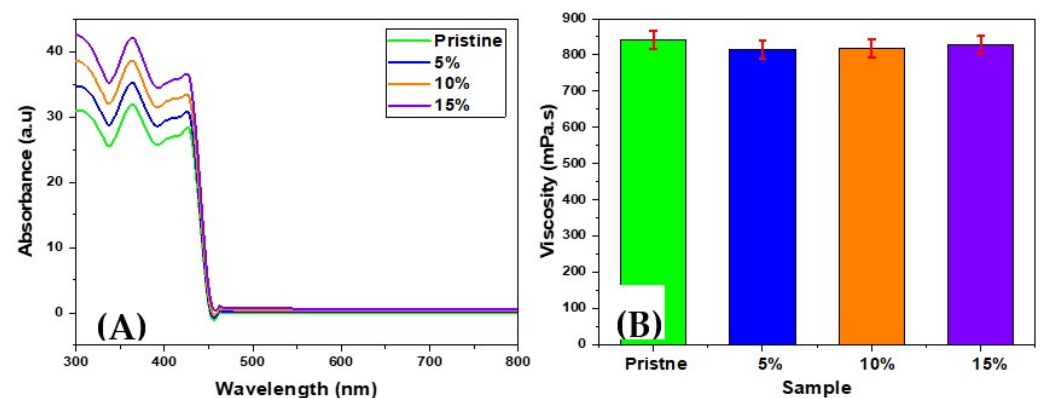 Absorbance (a.u)
40
30
20
10
0
300 400 500 600 700 800
Wavelength (nm)
Pristine
5%
10%
15%
(A)
Viscosity (mPa.s)
900
800
700
600
500
400
300
200
100
0
Pristne 5% 10% 15%
Sample
(B)